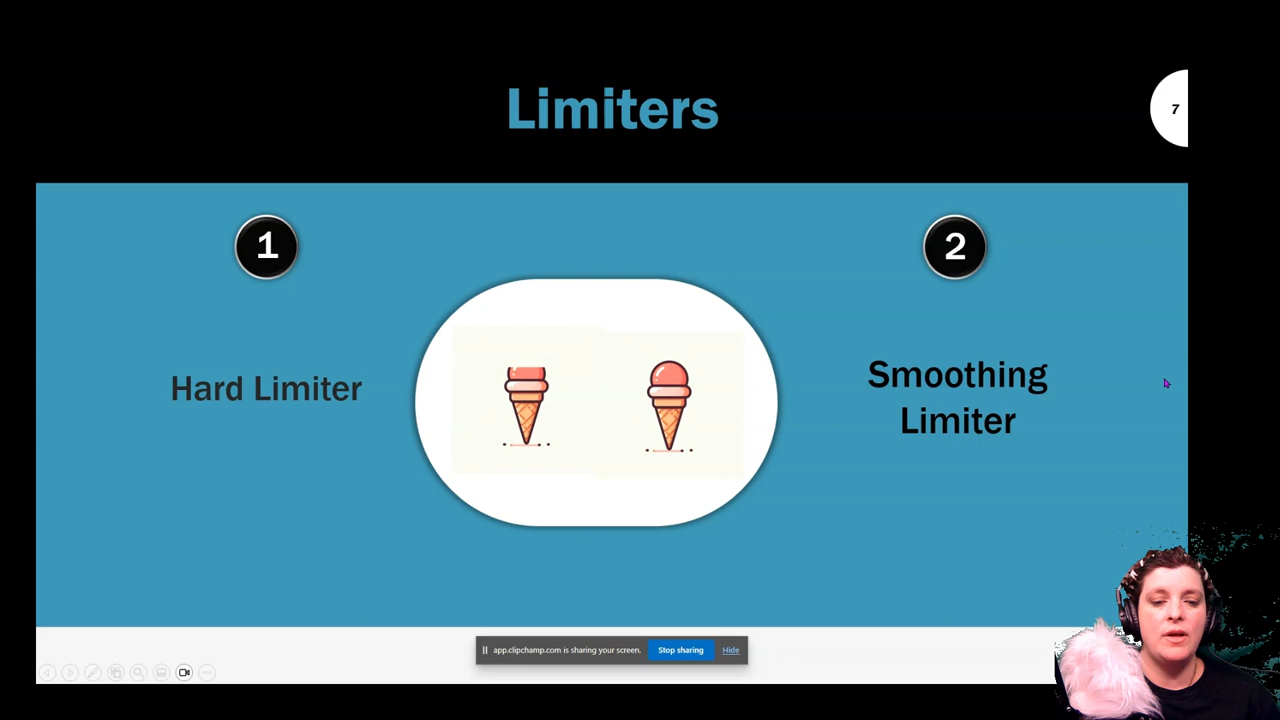 Limiters
7
1
2
Hard Limiter
Smoothing
Limiter
app.clipchamp.com is sharing your screen.
Stop sharing
Hide